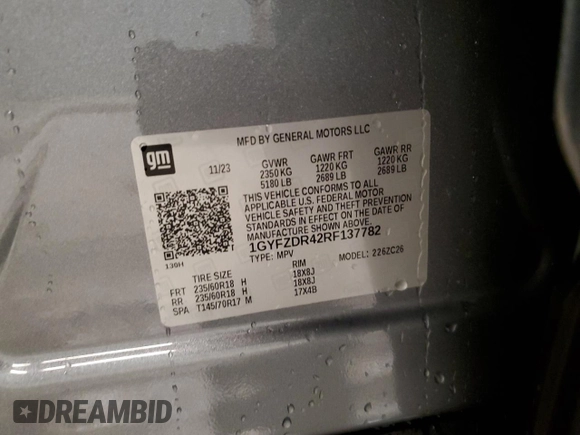 MFD BY GENERAL MOTORS LLC
gm
11/23 GVWR GAWR FRT GAWR RR
2350 KG 1220 KG 1220 KG
5180 LB 2689 LB 2689 LB
THIS VEHICLE CONFORMS TO ALL
APPLICABLE U.S. FEDERAL MOTOR
VEHICLE SAFETY AND THEFT PREVENTION
STANDARDS IN EFFECT ON THE DATE OF
MANUFACTURE SHOWN ABOVE.
1GYFZDR42RF137782
TYPE: MPV MODEL: 226ZC26
139H
TIRE SIZE RIM
FRT 235/60R18 H 18X8J
RR 235/60R18 H 18X8J
SPA T145/70R17 M 17X4B
DREAMBID